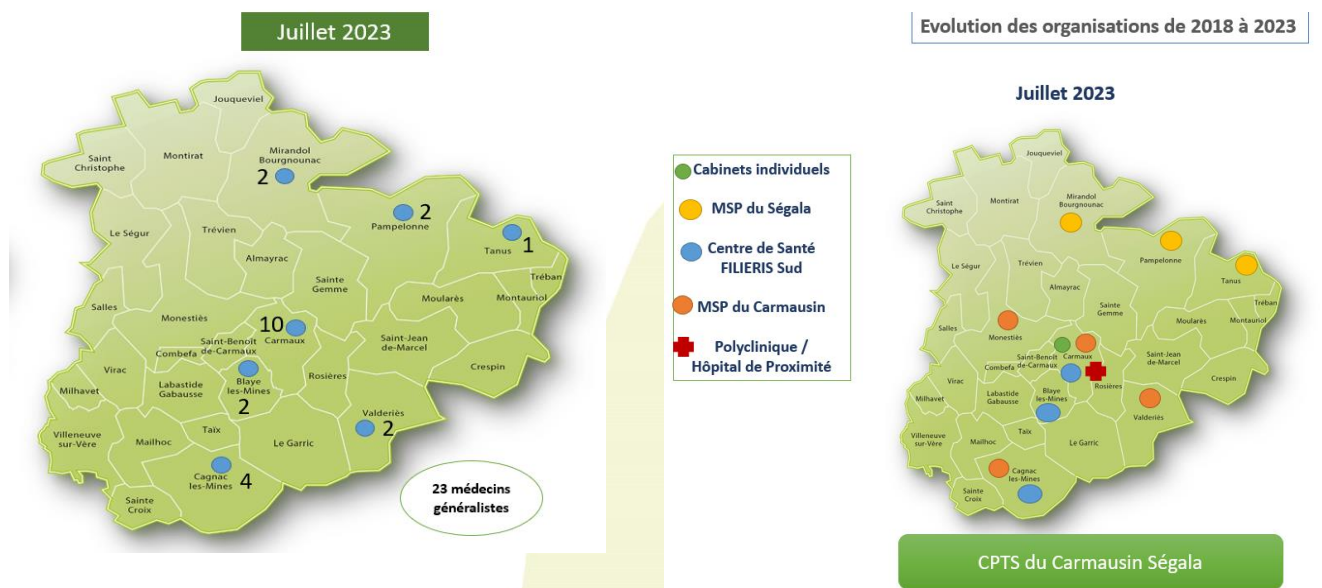 Juillet 2023
Jouqueviel
Saint
Christophe
Montirat
Mirandol
Bourgnounac
2
2
Pampelonne
1
Tanus
Le Ségur
Trévien
Almayrac
Sainte
Gemme
Tréban
Montauriol
Moularès
Salles
Monestiès
10
Carmaux
Saint-Benoît
de-Carmaux
Combefa
Saint-Jean
de-Marcel
Crespin
Virac
Milhavet
Labastide
Gabausse
Blaye
les-Mines
2
Rosières
Valderiès
2
Villeneuve
sur-Vère
Mailhoc
Taïx
Le Garric
Cagnac
les-Mines
4
Sainte
Croix
23 médecins
généralistes
Evolution des organisations de 2018 à 2023
Juillet 2023
Cabinets individuels
MSP du Ségala
Centre de Santé
FILIERIS Sud
MSP du Carmausin
Polyclinique /
Hôpital de Proximité
Jouqueviel
Saint
Christophe
Montirat
Mirandol
Bourgnounac
Pampelonne
Tanus
Le Ségur
Trévien
Almayrac
Sainte
Gemme
Tréban
Montauriol
Moularès
Salles
Monestiès
Saint-Benoît
de-Carmaux
Carmaux
Combefa
Saint-Jean
de-Marcel
Crespin
Virac
Milhavet
Labastide
Gabausse
Blaye
les-Mines
Rosières
Valderiès
Villeneuve
sur-Vère
Mailhoc
Taïx
Le Garric
Cagnac
les-Mines
Sainte
Croix
CPTS du Carmausin Ségala